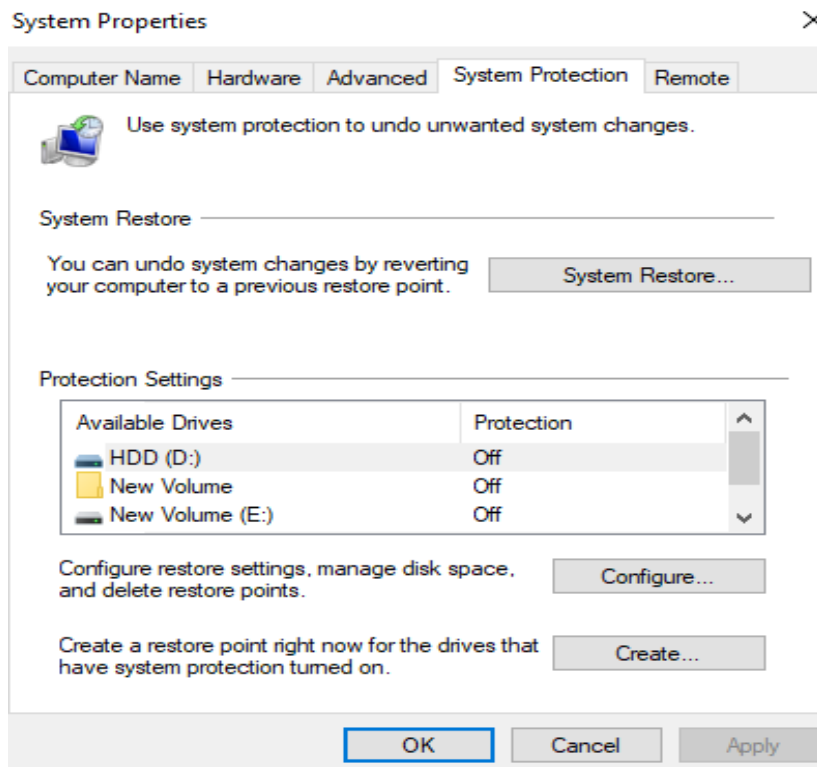 System Properties
Computer Name Hardware Advanced System Protection Remote
Use system protection to undo unwanted system changes.
System Restore
You can undo system changes by reverting
your computer to a previous restore point.
System Restore...
Protection Settings
Available Drives Protection
HDD (D:) Off
New Volume Off
New Volume (E:) Off
Configure restore settings, manage disk space,
and delete restore points.
Configure...
Create a restore point right now for the drives that
have system protection turned on.
Create...
OK Cancel Apply